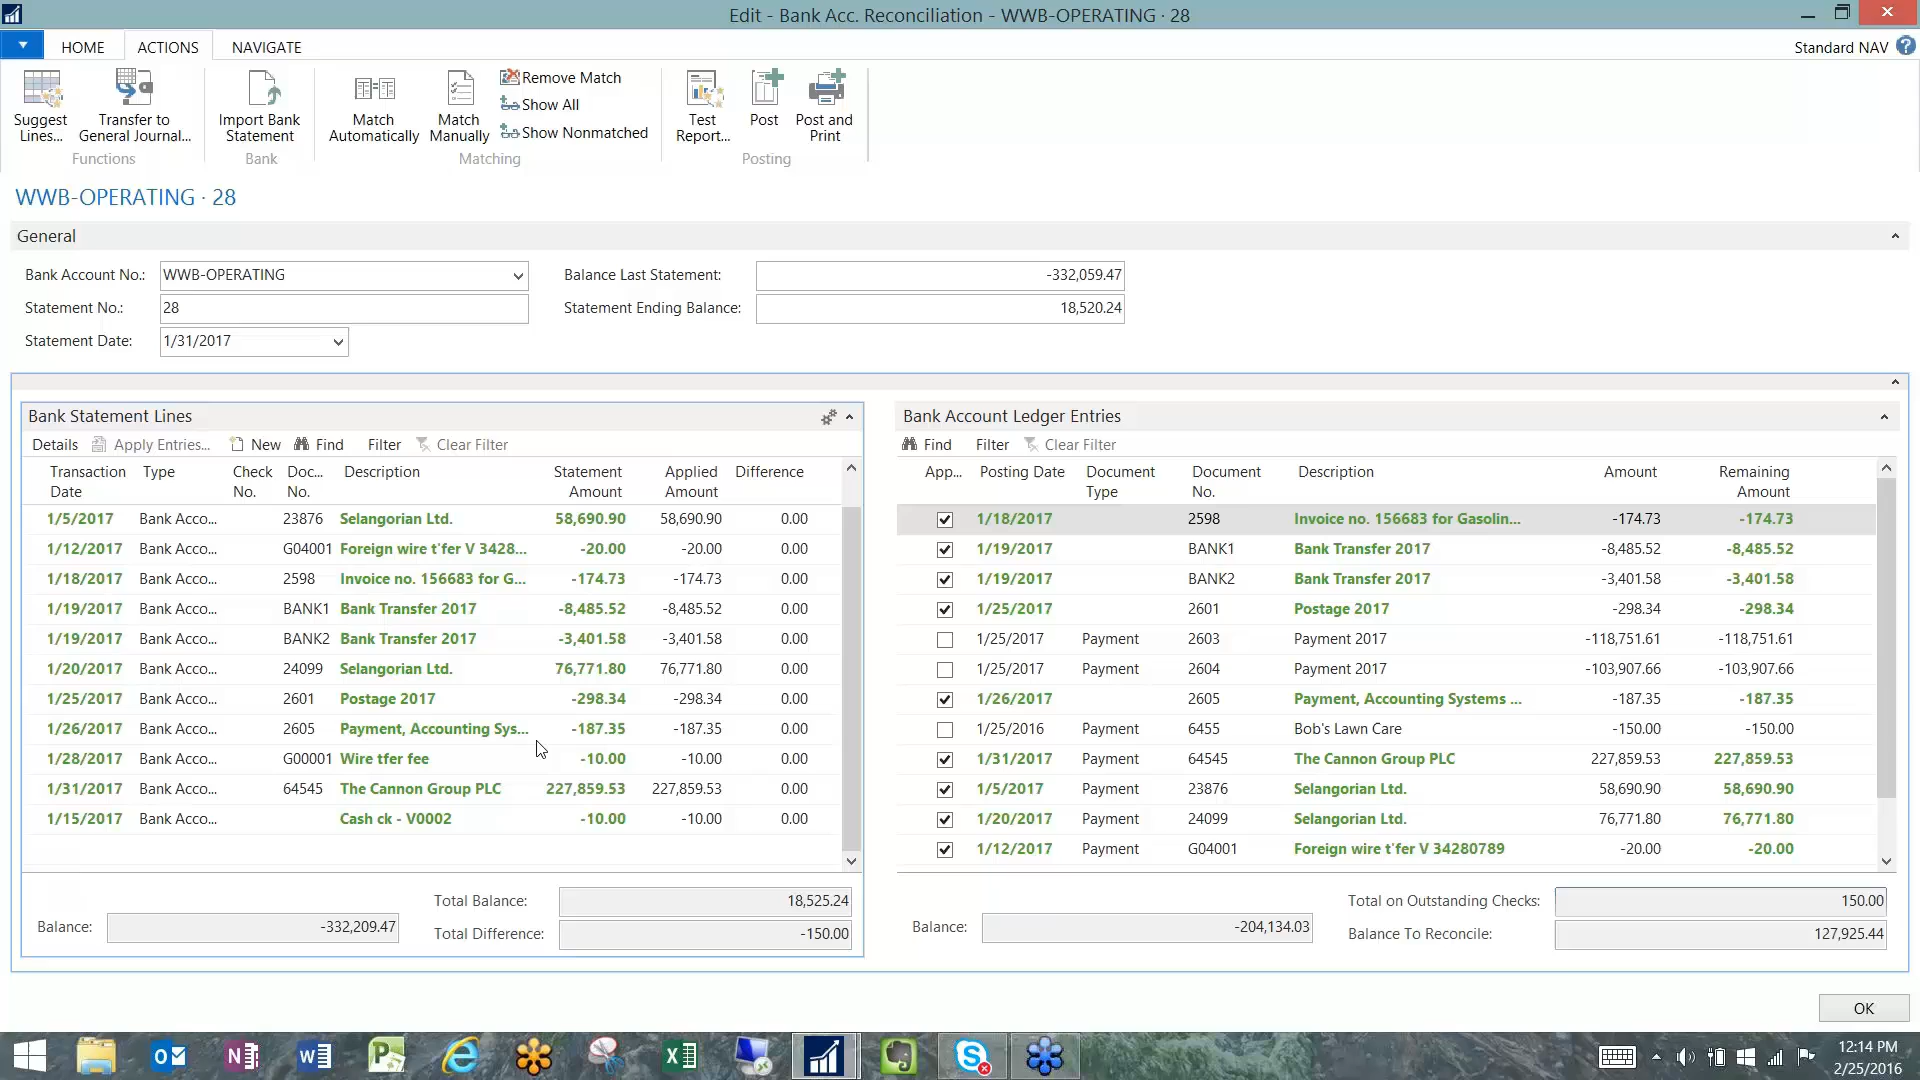 Edit - Bank Acc. Reconciliation - WWB-OPERATING · 28
HOME ACTIONS NAVIGATE Standard NAV
Suggest Lines...
Transfer to General Journal...
Functions
Import Bank Statement
Bank
Match Automatically
Match Manually
Remove Match
Show All
Show Nonmatched
Matching
Test Report...
Post
Post and Print
Posting
WWB-OPERATING · 28
General
Bank Account No.: WWB-OPERATING Balance Last Statement: -332,059.47
Statement No.: 28 Statement Ending Balance: 18,520.24
Statement Date: 1/31/2017
Bank Statement Lines
Details Apply Entries... New Find Filter Clear Filter
Transaction Date Type Check No. Doc... No. Description Statement Amount Applied Amount Difference
1/5/2017 Bank Acco... 23876 Selangorian Ltd. 58,690.90 58,690.90 0.00
1/12/2017 Bank Acco... G04001 Foreign wire t'fer V 3428... -20.00 -20.00 0.00
1/18/2017 Bank Acco... 2598 Invoice no. 156683 for G... -174.73 -174.73 0.00
1/19/2017 Bank Acco... BANK1 Bank Transfer 2017 -8,485.52 -8,485.52 0.00
1/19/2017 Bank Acco... BANK2 Bank Transfer 2017 -3,401.58 -3,401.58 0.00
1/20/2017 Bank Acco... 24099 Selangorian Ltd. 76,771.80 76,771.80 0.00
1/25/2017 Bank Acco... 2601 Postage 2017 -298.34 -298.34 0.00
1/26/2017 Bank Acco... 2605 Payment, Accounting Sys... -187.35 -187.35 0.00
1/28/2017 Bank Acco... G00001 Wire tfer fee -10.00 -10.00 0.00
1/31/2017 Bank Acco... 64545 The Cannon Group PLC 227,859.53 227,859.53 0.00
1/15/2017 Bank Acco... Cash ck - V0002 -10.00 -10.00 0.00
Total Balance: 18,525.24
Balance: -332,209.47
Total Difference: -150.00
Bank Account Ledger Entries
Find Filter Clear Filter
App... Posting Date Document Type Document No. Description Amount Remaining Amount
1/18/2017 2598 Invoice no. 156683 for Gasolin... -174.73 -174.73
1/19/2017 BANK1 Bank Transfer 2017 -8,485.52 -8,485.52
1/19/2017 BANK2 Bank Transfer 2017 -3,401.58 -3,401.58
1/25/2017 2601 Postage 2017 -298.34 -298.34
1/25/2017 Payment 2603 Payment 2017 -118,751.61 -118,751.61
1/25/2017 Payment 2604 Payment 2017 -103,907.66 -103,907.66
1/26/2017 Payment 2605 Payment, Accounting Systems ... -187.35 -187.35
1/25/2016 Payment 6455 Bob's Lawn Care -150.00 -150.00
1/31/2017 Payment 64545 The Cannon Group PLC 227,859.53 227,859.53
1/5/2017 Payment 23876 Selangorian Ltd. 58,690.90 58,690.90
1/20/2017 Payment 24099 Selangorian Ltd. 76,771.80 76,771.80
1/12/2017 Payment G04001 Foreign wire t'fer V 34280789 -20.00 -20.00
Total on Outstanding Checks: 150.00
Balance: -204,134.03
Balance To Reconcile: 127,925.44
OK
12:14 PM
2/25/2016